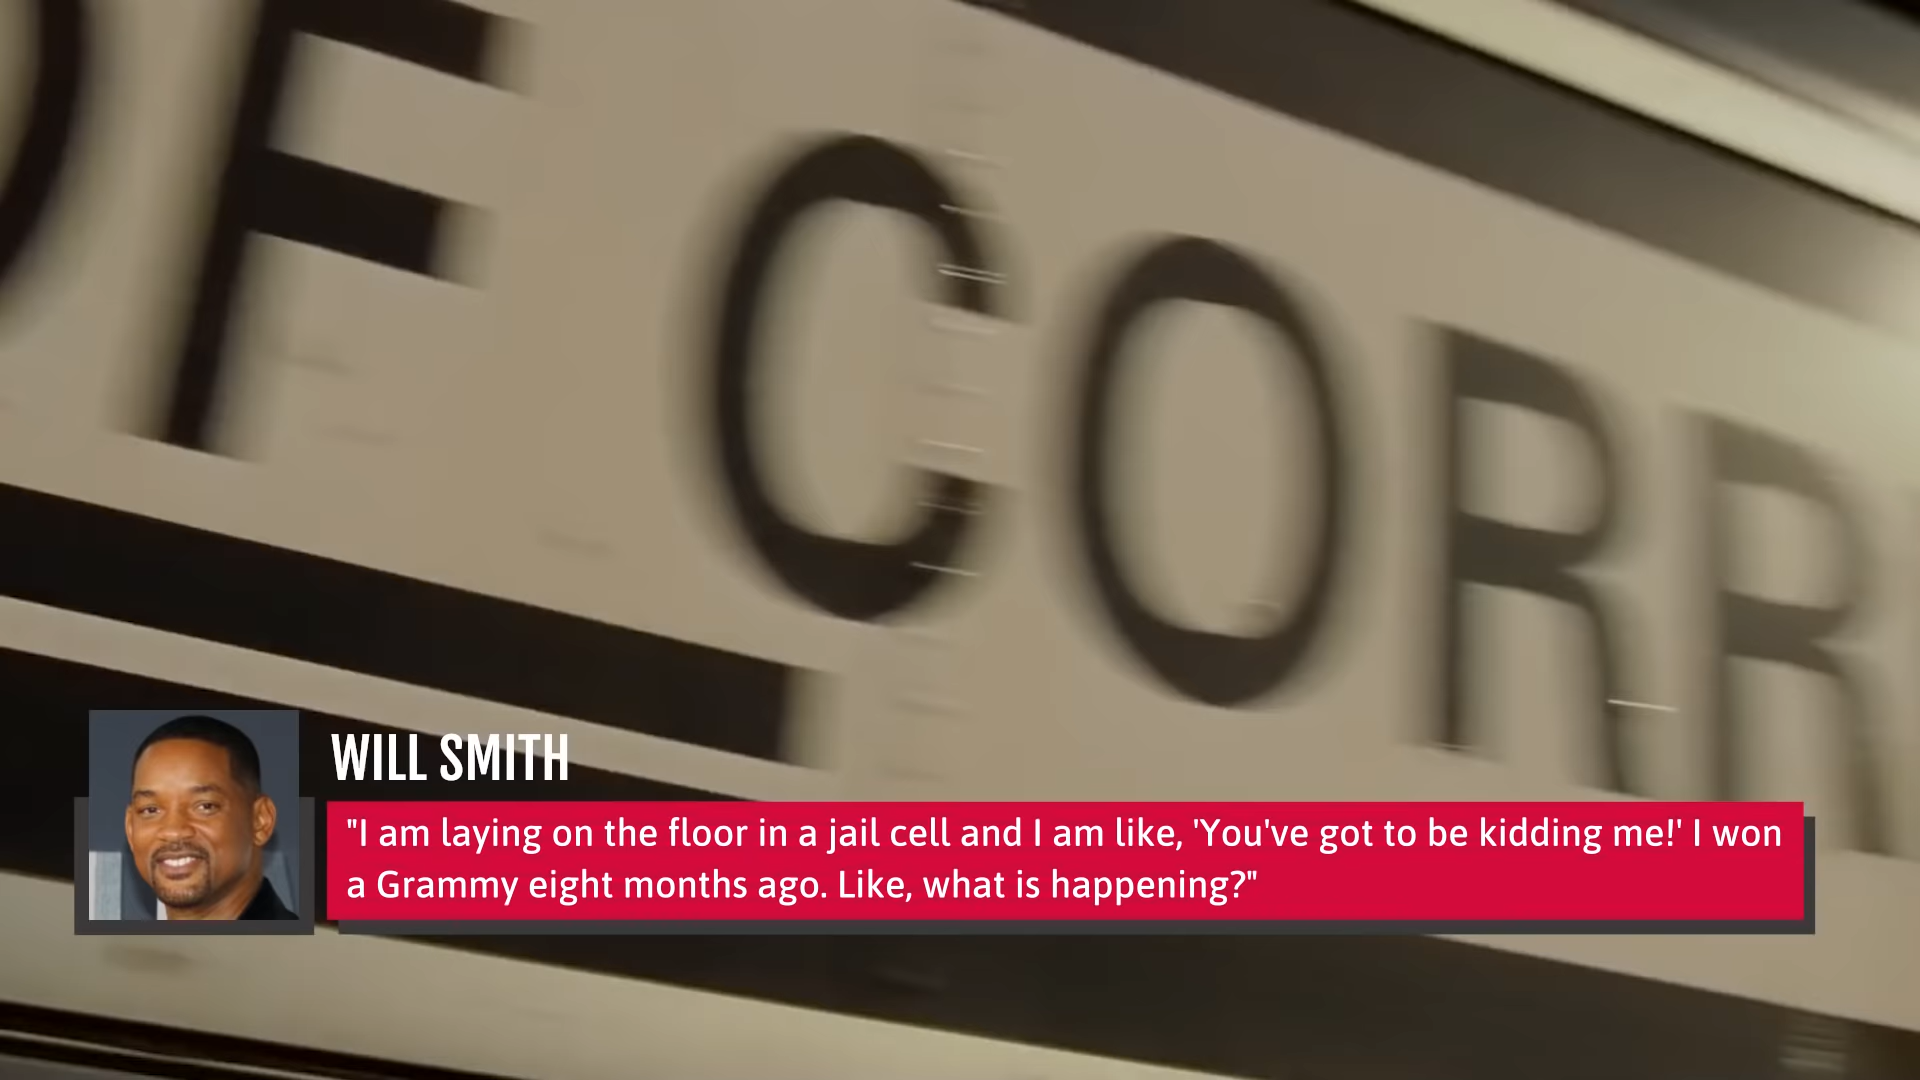 OF CORR
WILL SMITH
"I am laying on the floor in a jail cell and I am like, 'You've got to be kidding me!' I won
a Grammy eight months ago. Like, what is happening?"